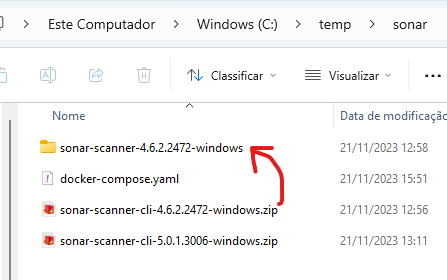 Este Computador > Windows (C:) > temp > sonar
Classificar Visualizar ...
Nome Data de modificação
sonar-scanner-4.6.2.2472-windows 21/11/2023 12:58
docker-compose.yaml 21/11/2023 15:51
sonar-scanner-cli-4.6.2.2472-windows.zip 21/11/2023 12:56
sonar-scanner-cli-5.0.1.3006-windows.zip 21/11/2023 13:11